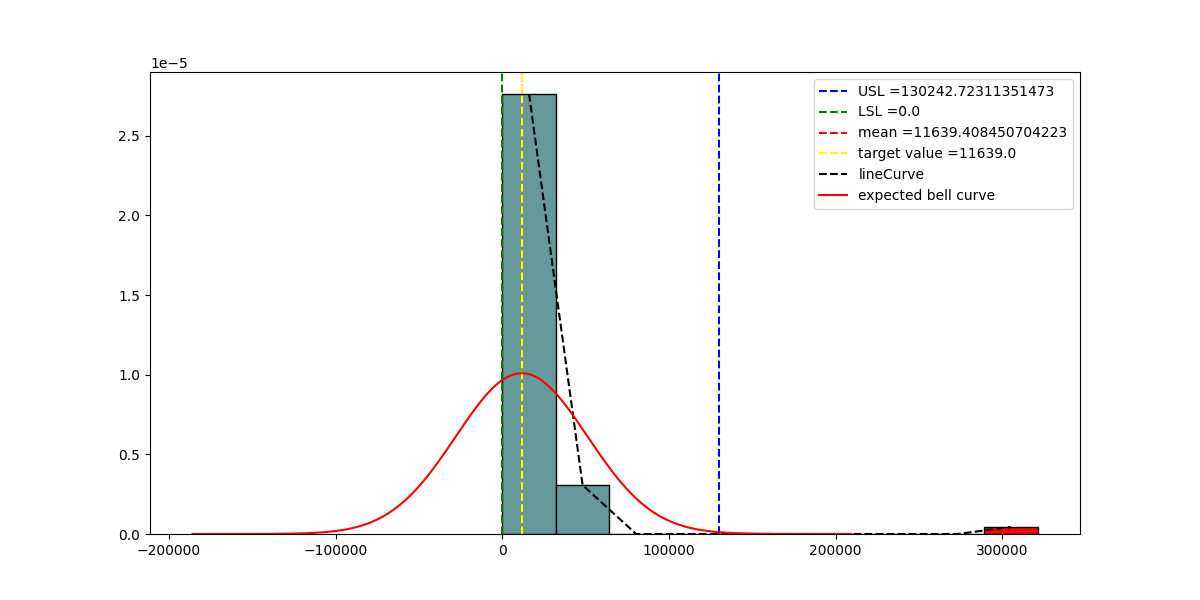 1e−5
USL =130242.72311351473
LSL =0.0
mean =11639.408450704223
target value =11639.0
lineCurve
expected bell curve
2.5
2.0
1.5
1.0
0.5
0.0
−200000 −100000 0 100000 200000 300000